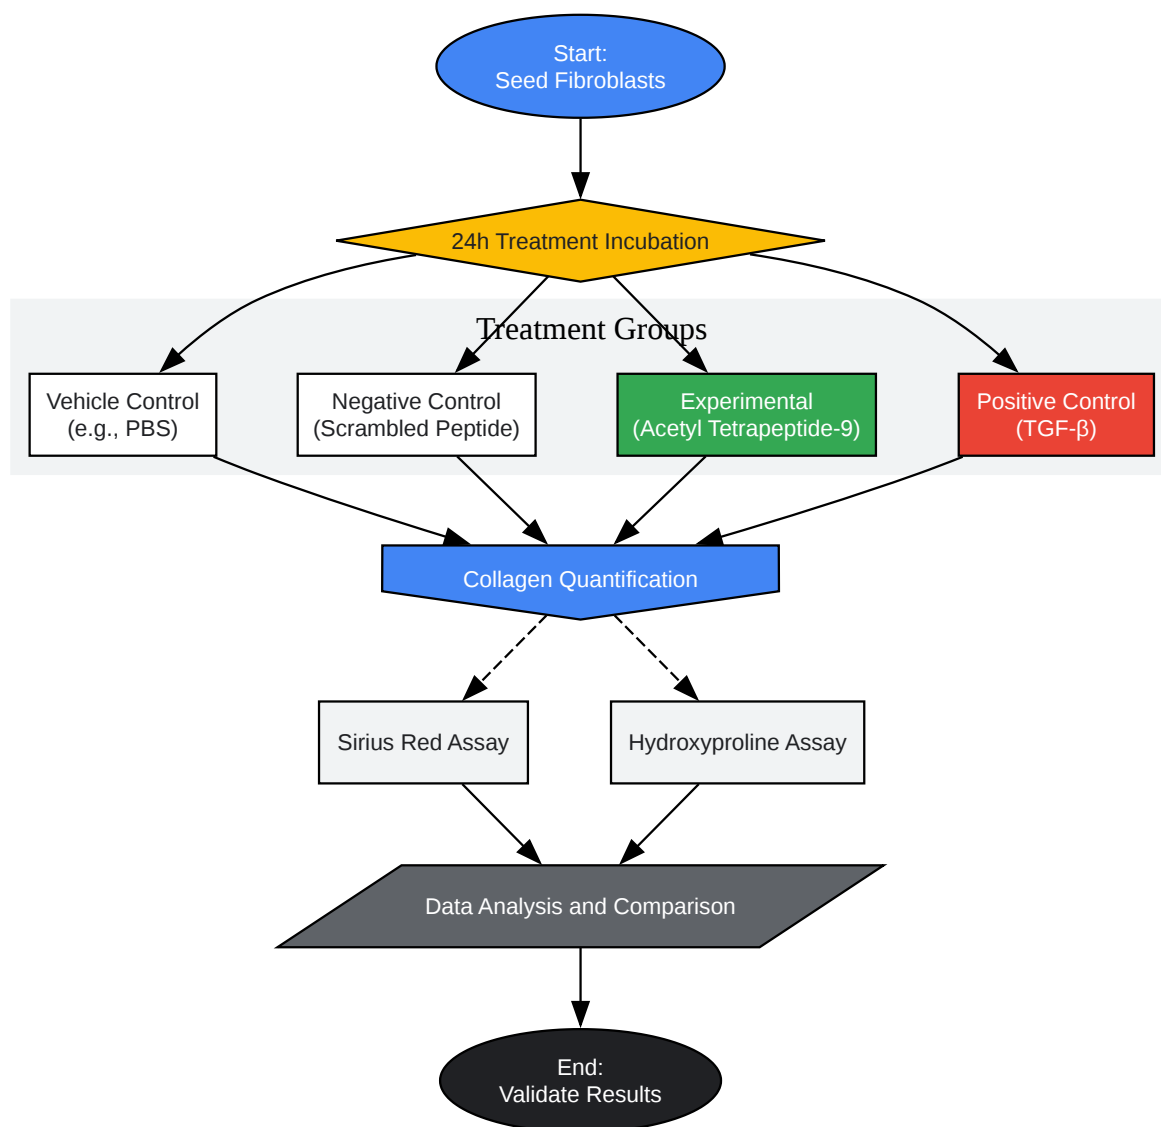 Start:
Seed Fibroblasts
24h Treatment Incubation
Treatment Groups
Vehicle Control
(e.g., PBS)
Negative Control
(Scrambled Peptide)
Experimental
(Acetyl Tetrapeptide-9)
Positive Control
(TGF-β)
Collagen Quantification
Sirius Red Assay
Hydroxyproline Assay
Data Analysis and Comparison
End:
Validate Results